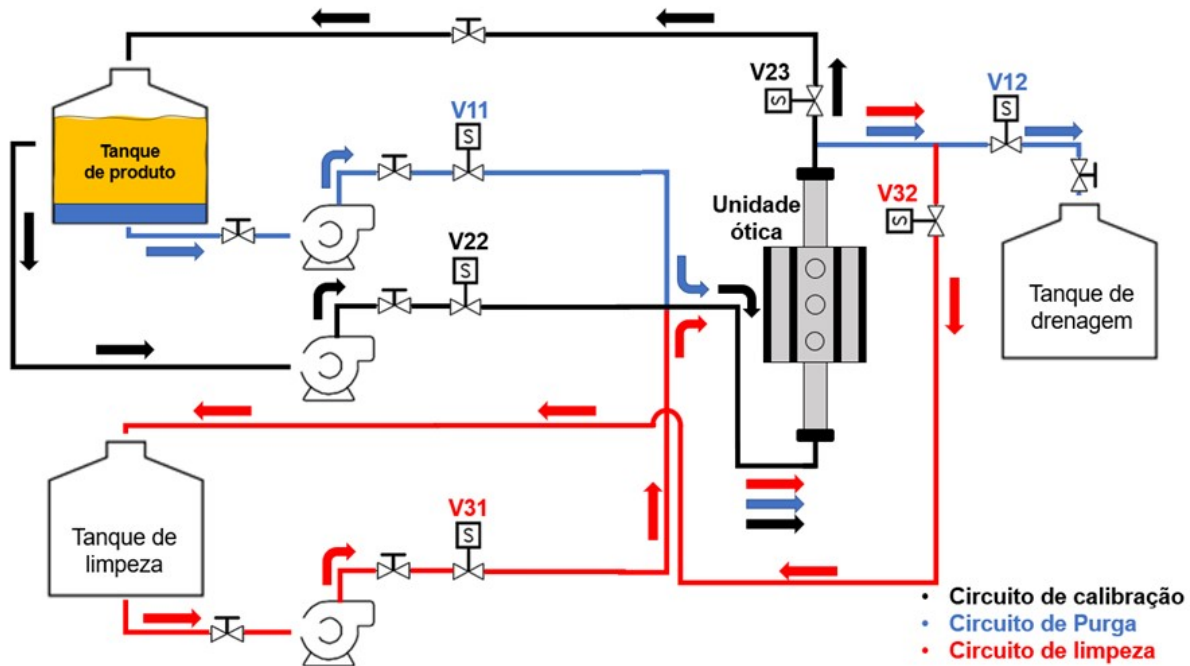 V23
V12
V11
Tanque
de produto
V32
Unidade
ótica
V22
Tanque de
drenagem
V31
Tanque de
limpeza
• Circuito de calibração
• Circuito de Purga
• Circuito de limpeza
S
S
S
S
S
S